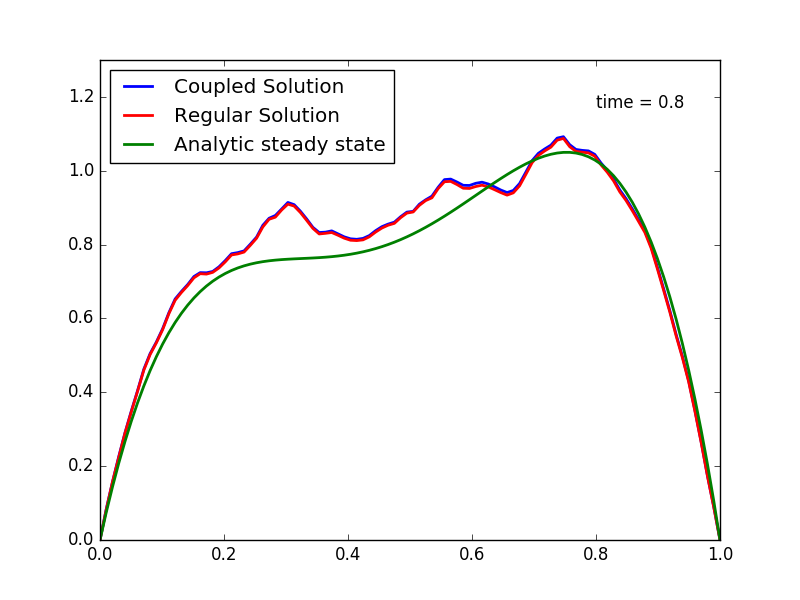 Coupled Solution
Regular Solution
Analytic steady state
time = 0.8
1.2
1.0
0.8
0.6
0.4
0.2
0.0
0.0 0.2 0.4 0.6 0.8 1.0